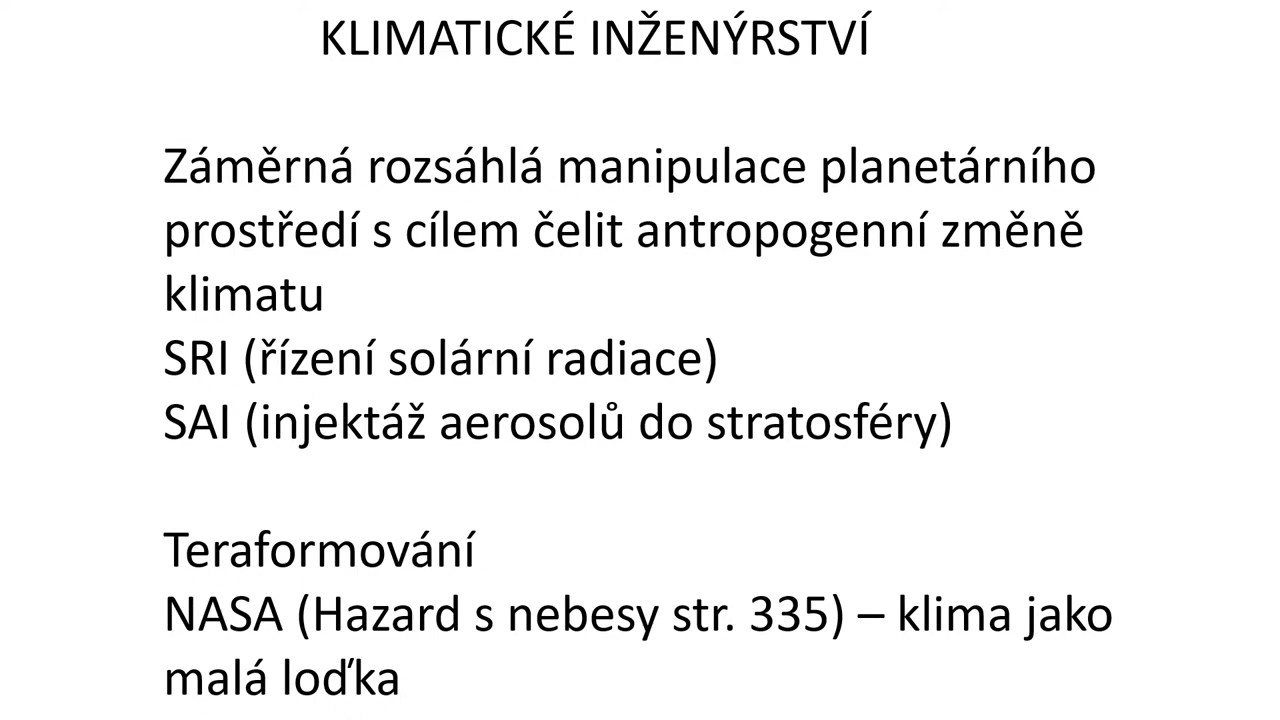 KLIMATICKÉ INŽENÝRSTVÍ
Záměrná rozsáhlá manipulace planetárního
prostředí s cílem čelit antropogenní změně
klimatu
SRI (řízení solární radiace)
SAI (injektáž aerosolů do stratosféry)
Teraformování
NASA (Hazard s nebesy str. 335) – klima jako
malá loďka